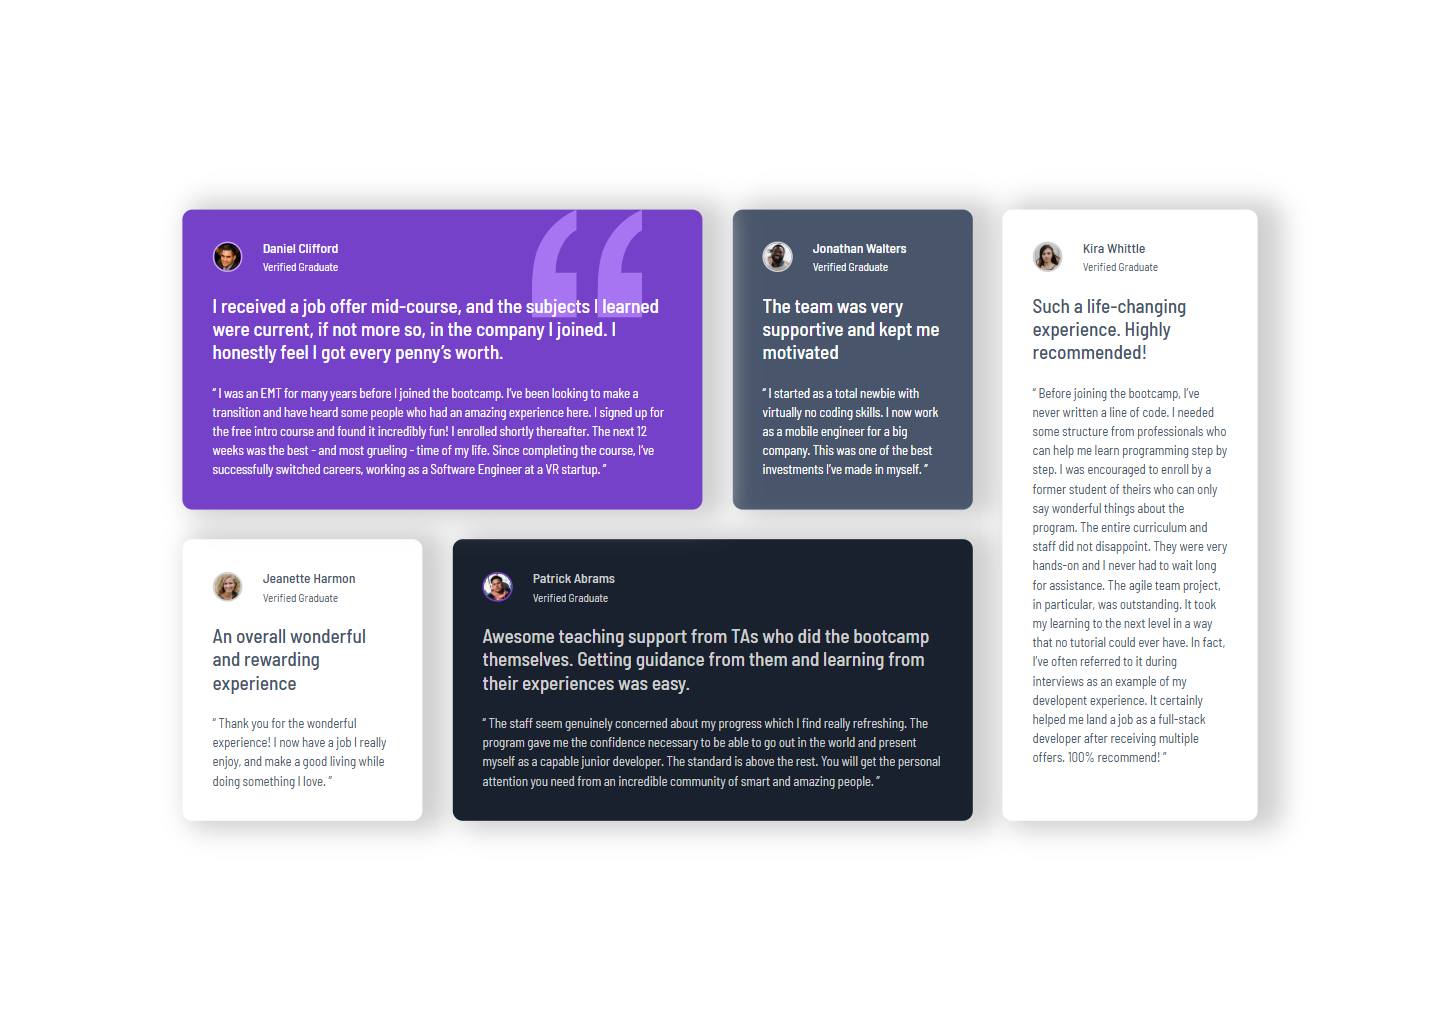 Daniel Clifford
Verified Graduate
I received a job offer mid-course, and the subjects I learned
were current, if not more so, in the company I joined. I
honestly feel I got every penny’s worth.
“ I was an EMT for many years before I joined the bootcamp. I’ve been looking to make a
transition and have heard some people who had an amazing experience here. I signed up for
the free intro course and found it incredibly fun! I enrolled shortly thereafter. The next 12
weeks was the best - and most grueling - time of my life. Since completing the course, I’ve
successfully switched careers, working as a Software Engineer at a VR startup. ”
Jonathan Walters
Verified Graduate
The team was very
supportive and kept me
motivated
“ I started as a total newbie with
virtually no coding skills. I now work
as a mobile engineer for a big
company. This was one of the best
investments I’ve made in myself. ”
Kira Whittle
Verified Graduate
Such a life-changing
experience. Highly
recommended!
“ Before joining the bootcamp, I’ve
never written a line of code. I needed
some structure from professionals who
can help me learn programming step by
step. I was encouraged to enroll by a
former student of theirs who can only
say wonderful things about the
program. The entire curriculum and
staff did not disappoint. They were very
hands-on and I never had to wait long
for assistance. The agile team project,
in particular, was outstanding. It took
my learning to the next level in a way
that no tutorial could ever have. In fact,
I’ve often referred to it during
interviews as an example of my
developent experience. It certainly
helped me land a job as a full-stack
developer after receiving multiple
offers. 100% recommend! ”
Jeanette Harmon
Verified Graduate
An overall wonderful
and rewarding
experience
“ Thank you for the wonderful
experience! I now have a job I really
enjoy, and make a good living while
doing something I love. ”
Patrick Abrams
Verified Graduate
Awesome teaching support from TAs who did the bootcamp
themselves. Getting guidance from them and learning from
their experiences was easy.
“ The staff seem genuinely concerned about my progress which I find really refreshing. The
program gave me the confidence necessary to be able to go out in the world and present
myself as a capable junior developer. The standard is above the rest. You will get the personal
attention you need from an incredible community of smart and amazing people. ”